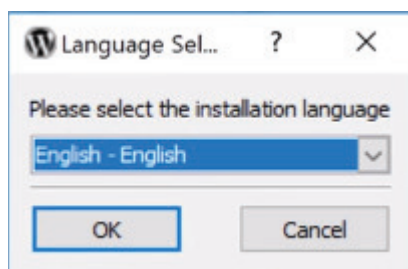 Language Sel... ?
Please select the installation language
English - English
OK Cancel